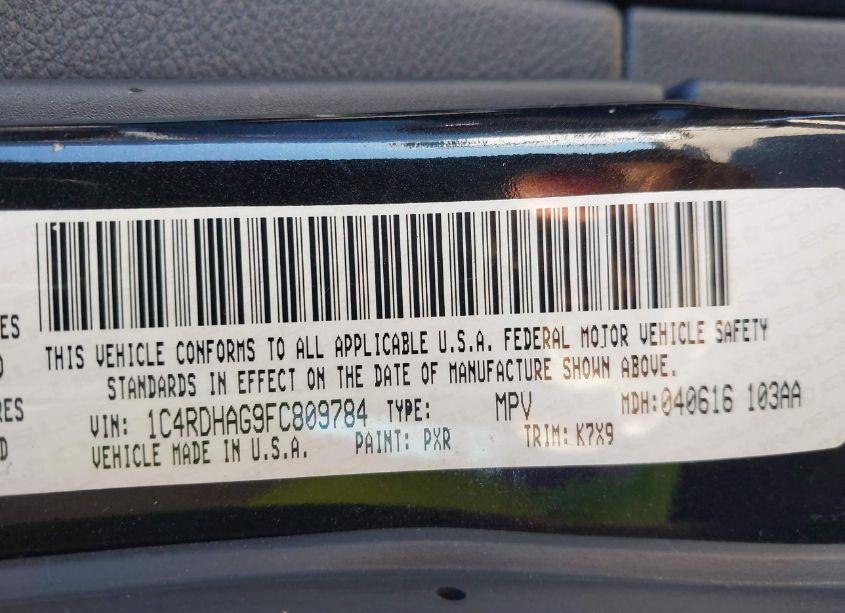 THIS VEHICLE CONFORMS TO ALL APPLICABLE U.S.A. FEDERAL MOTOR VEHICLE SAFETY
STANDARDS IN EFFECT ON THE DATE OF MANUFACTURE SHOWN ABOVE.
VIN: 1C4RDHAG9FC809784 TYPE: MPV MDH:040616 103AA
VEHICLE MADE IN U.S.A. PAINT: PXR TRIM: K7X9